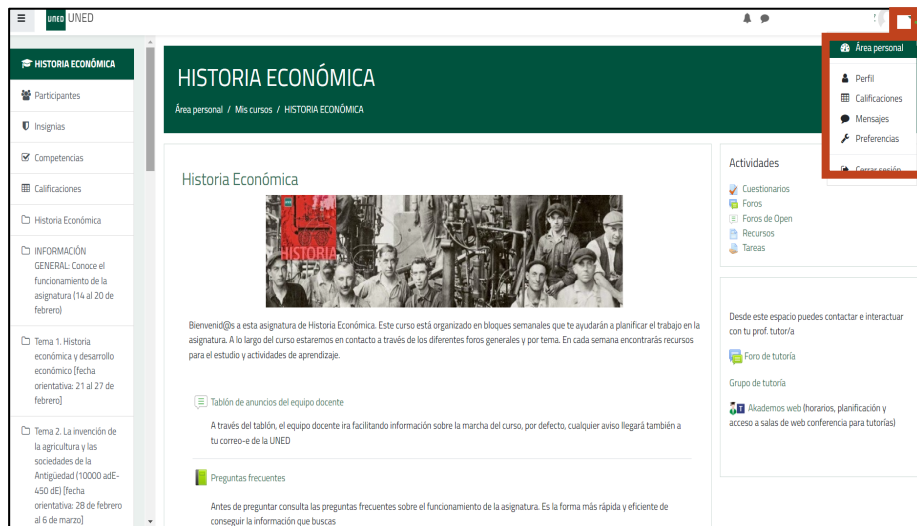 UNED UNED
Área personal
Perfil
Calificaciones
Mensajes
Preferencias
Cerrar sesión
HISTORIA ECONÓMICA
Participantes
Insignias
Competencias
Calificaciones
Historia Económica
INFORMACIÓN
GENERAL: Conoce el
funcionamiento de la
asignatura (14 al 20 de
febrero)
Tema 1. Historia
económica y desarrollo
económico [fecha
orientativa: 21 al 27 de
febrero]
Tema 2. La invención de
la agricultura y las
sociedades de la
Antigüedad (10000 adE-
450 dE) [fecha
orientativa: 28 de febrero
al 6 de marzo]
HISTORIA ECONÓMICA
Área personal / Mis cursos / HISTORIA ECONÓMICA
Historia Económica
HISTORIA
Bienvenid@s a esta asignatura de Historia Económica. Este curso está organizado en bloques semanales que te ayudarán a planificar el trabajo en la
asignatura. A lo largo del curso estaremos en contacto a través de los diferentes foros generales y por tema. En cada semana encontrarás recursos
para el estudio y actividades de aprendizaje.
Tablón de anuncios del equipo docente
A través del tablón, el equipo docente ira facilitando información sobre la marcha del curso, por defecto, cualquier aviso llegará también a
tu correo-e de la UNED
Preguntas frecuentes
Antes de preguntar consulta las preguntas frecuentes sobre el funcionamiento de la asignatura. Es la forma más rápida y eficiente de
conseguir la información que buscas
Actividades
Cuestionarios
Foros
Foros de Open
Recursos
Tareas
Desde este espacio puedes contactar e interactuar
con tu prof. tutor/a
Foro de tutoría
Grupo de tutoría
Akademos web (horarios, planificación y
acceso a salas de web conferencia para tutorías)